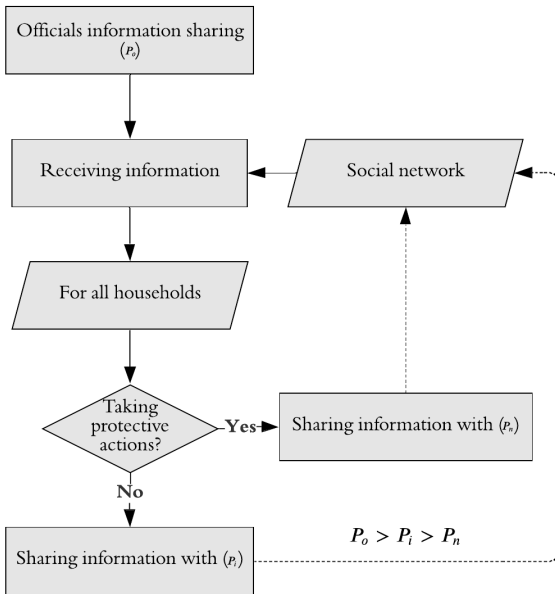 Officials information sharing
(Pₒ)
Receiving information
Social network
For all households
Taking
protective
actions?
Yes
Sharing information with (Pₙ)
No
Sharing information with (Pᵢ)
Pₒ > Pᵢ > Pₙ